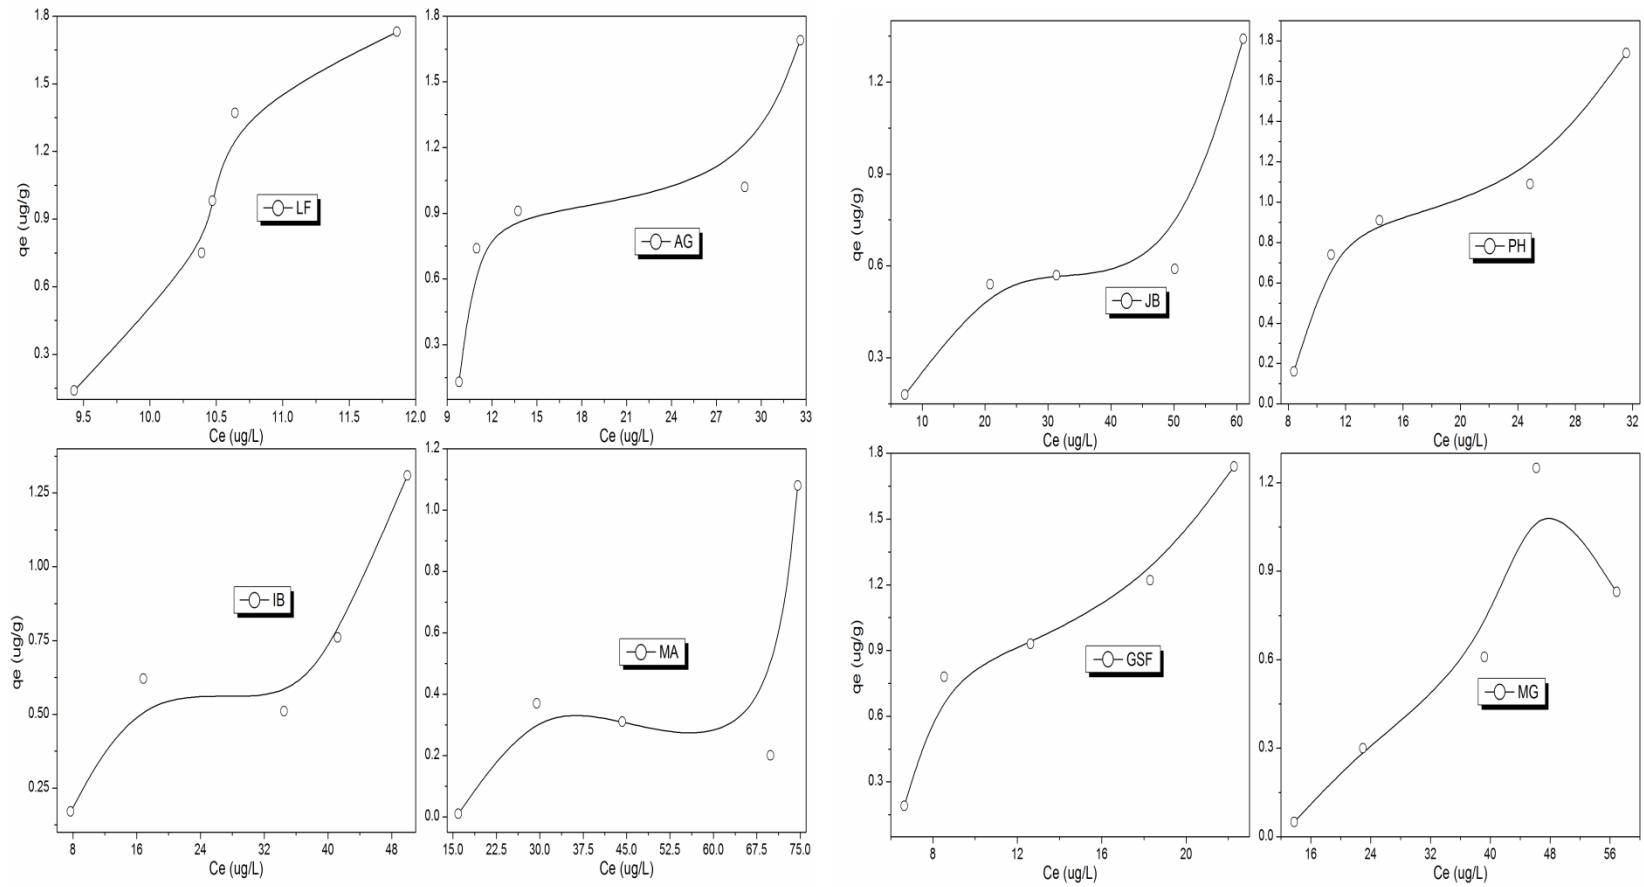 1.8
1.5
1.2
0.9
0.6
0.3
qe (ng/g)
LF
9.5 10.0 10.5 11.0 11.5 12.0
Ce (ug/L)
1.8
1.5
1.2
0.9
0.6
0.3
AG
9 12 15 18 21 24 27 30 33
Ce (ug/L)
1.2
0.9
0.6
0.3
qe (ng/g)
JB
10 20 30 40 50 60
Ce (ug/L)
1.8
1.6
1.4
1.2
1.0
0.8
0.6
0.4
0.2
0.0
PH
8 12 16 20 24 28 32
Ce (ug/L)
1.25
1.00
0.75
0.50
0.25
qe (ng/g)
IB
8 16 24 32 40 48
Ce (ug/L)
1.2
1.0
0.8
0.6
0.4
0.2
0.0
MA
15.0 22.5 30.0 37.5 45.0 52.5 60.0 67.5 75.0
Ce (ug/L)
1.8
1.5
1.2
0.9
0.6
0.3
qe (ng/g)
GSF
8 12 16 20
Ce (ug/L)
1.2
0.9
0.6
0.3
0.0
MG
16 24 32 40 48 56
Ce (ug/L)